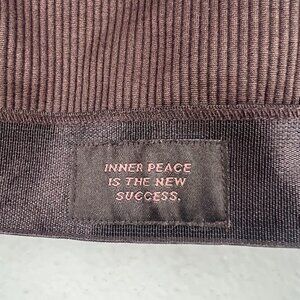 INNER PEACE
IS THE NEW
SUCCESS.